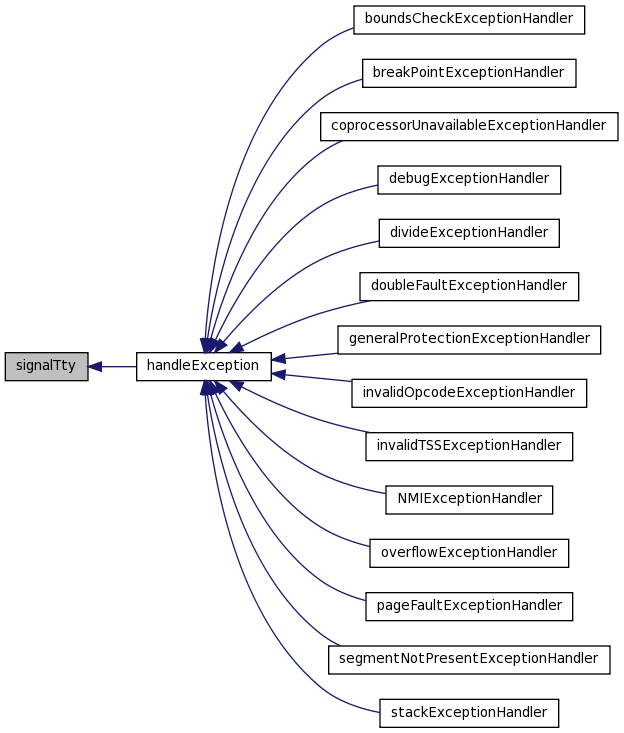 boundsCheckExceptionHandler
breakPointExceptionHandler
coprocessorUnavailableExceptionHandler
debugExceptionHandler
divideExceptionHandler
doubleFaultExceptionHandler
generalProtectionExceptionHandler
signalTty
handleException
invalidOpcodeExceptionHandler
invalidTSSExceptionHandler
NMIExceptionHandler
overflowExceptionHandler
pageFaultExceptionHandler
segmentNotPresentExceptionHandler
stackExceptionHandler